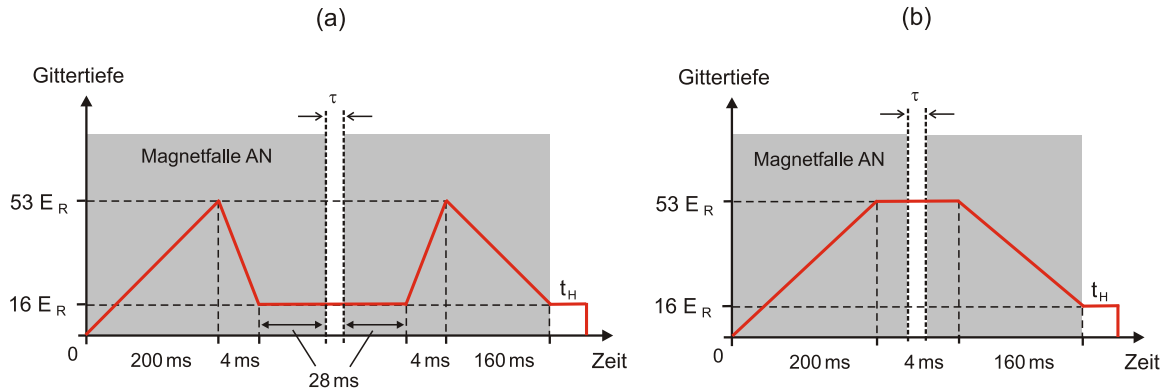 (a)
Gittertiefe
τ
Magnetfalle AN
53 E R
16 E R
t H
0
200 ms
4 ms
28 ms
4 ms
160 ms
Zeit
(b)
Gittertiefe
τ
Magnetfalle AN
53 E R
16 E R
t H
0
200 ms
4 ms
160 ms
Zeit